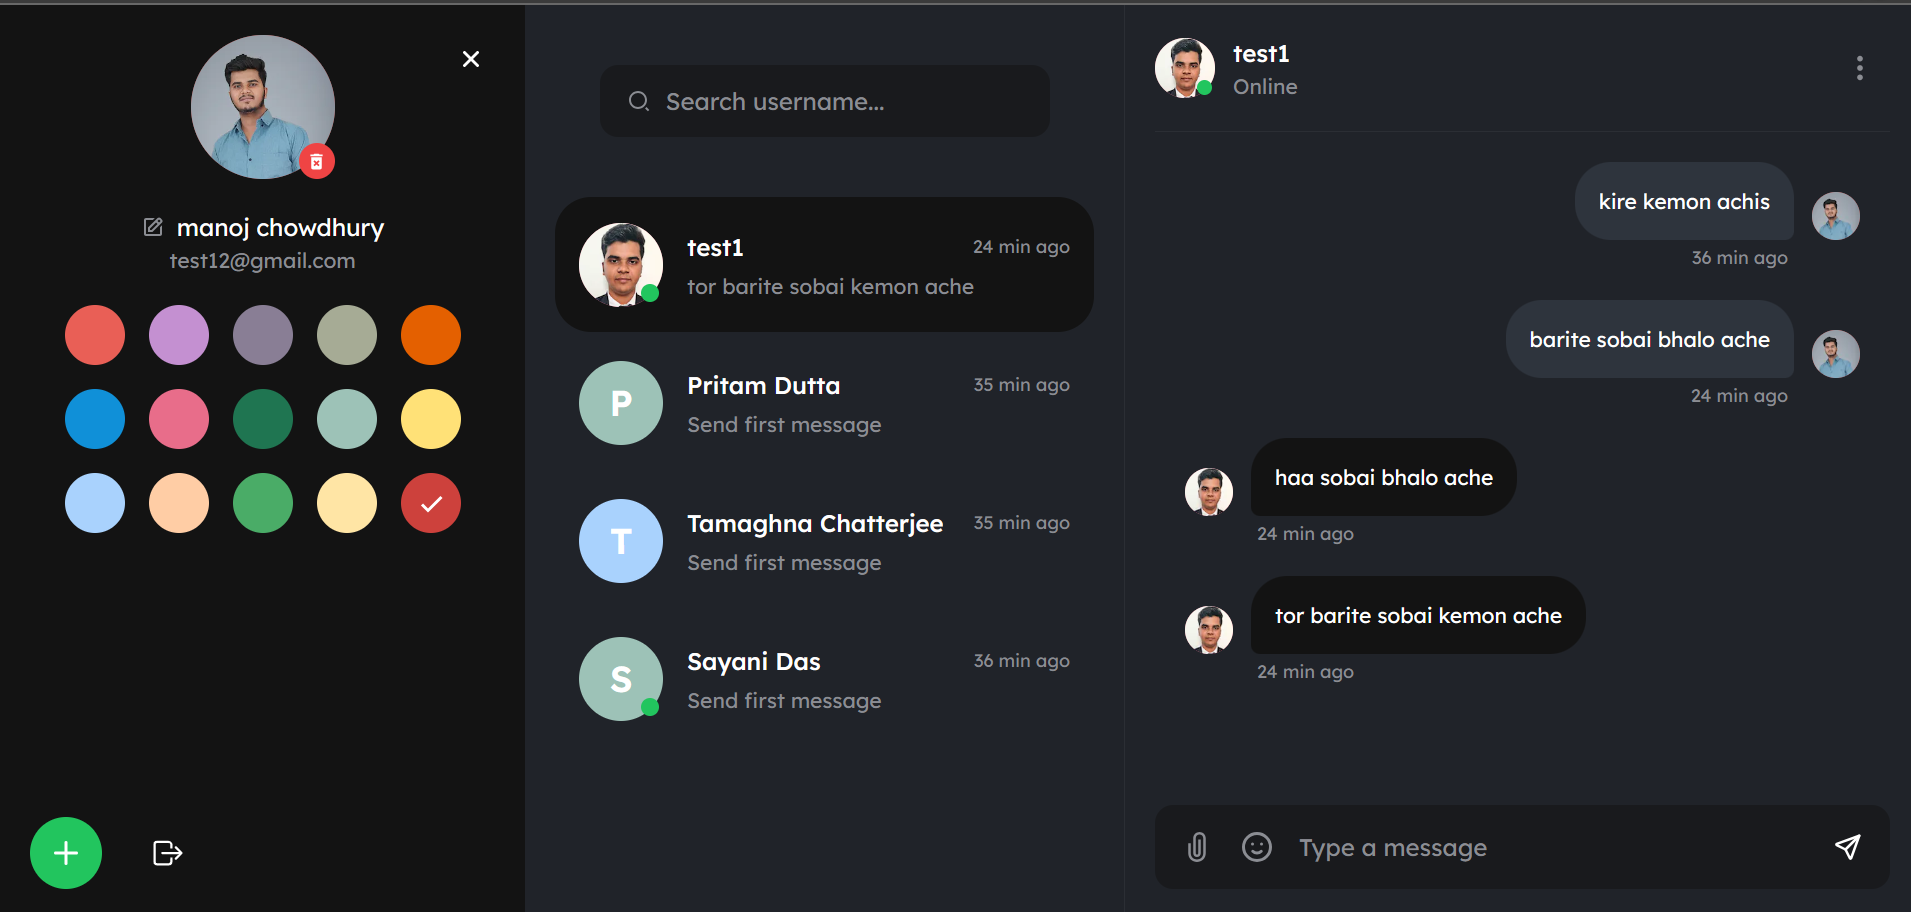 manoj chowdhury
test12@gmail.com
Search username...
test1
24 min ago
tor barite sobai kemon ache
P
Pritam Dutta
35 min ago
Send first message
T
Tamaghna Chatterjee
35 min ago
Send first message
S
Sayani Das
36 min ago
Send first message
test1
Online
kire kemon achis
36 min ago
barite sobai bhalo ache
24 min ago
haa sobai bhalo ache
24 min ago
tor barite sobai kemon ache
24 min ago
Type a message